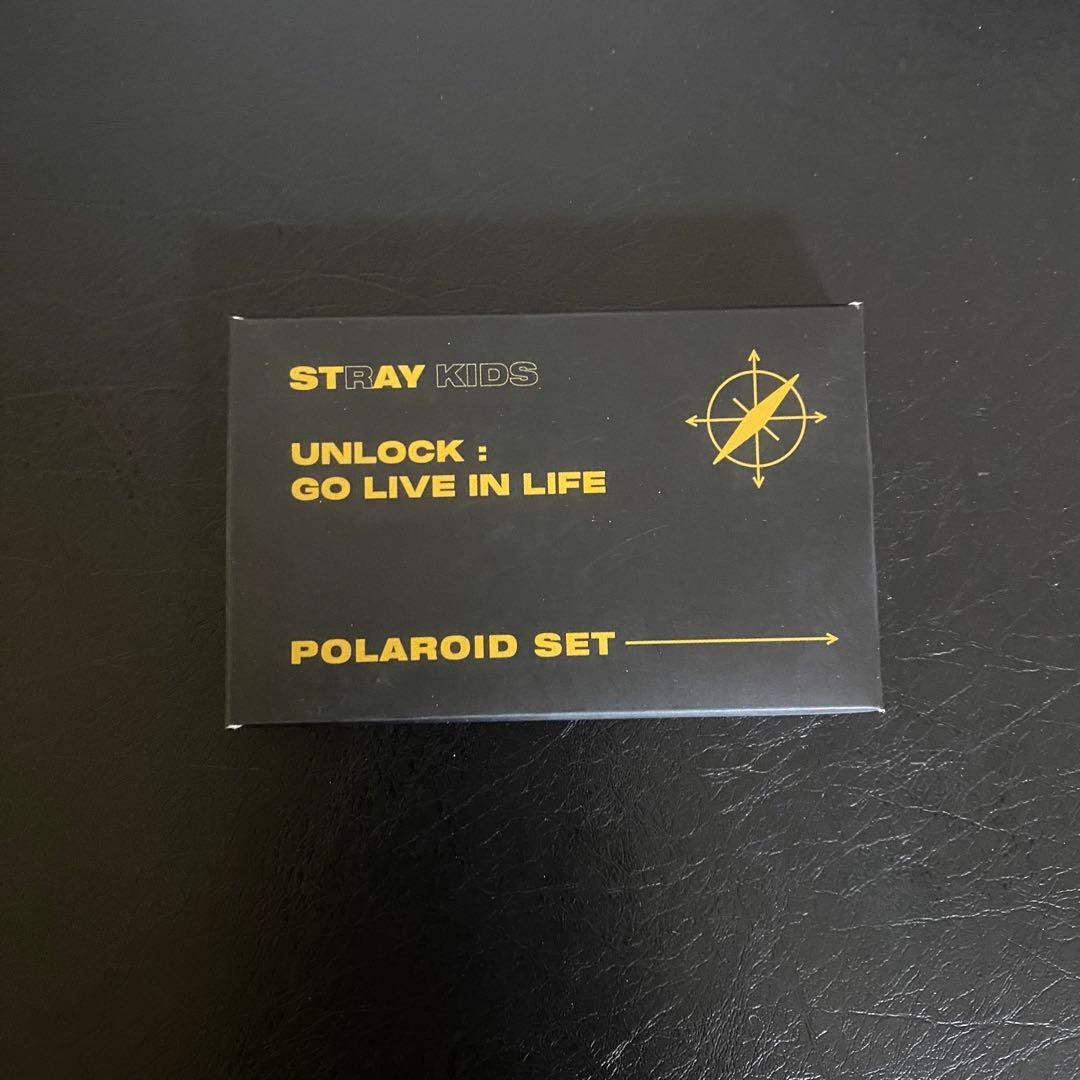 STRAY KIDS
UNLOCK :
GO LIVE IN LIFE
POLAROID SET